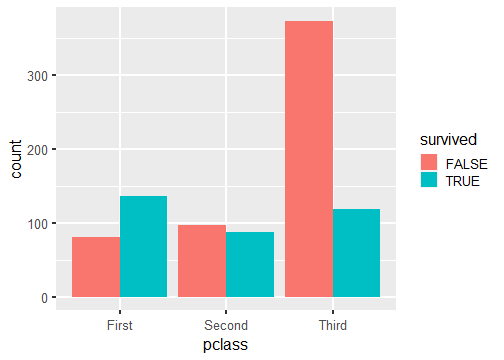 count
300
200
100
0
First Second Third
pclass
survived
FALSE
TRUE